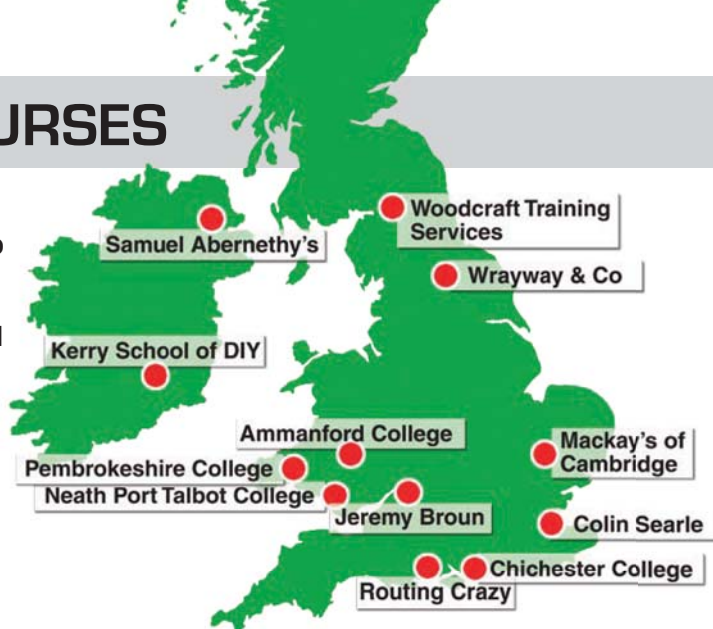 URSES
Woodcraft Training
Services
Samuel Abernethy's
Wrayway & Co
Kerry School of DIY
Ammanford College
Mackay's of
Cambridge
Pembrokeshire College
Neath Port Talbot College
Jeremy Broun
Colin Searle
Chichester College
Routing Crazy